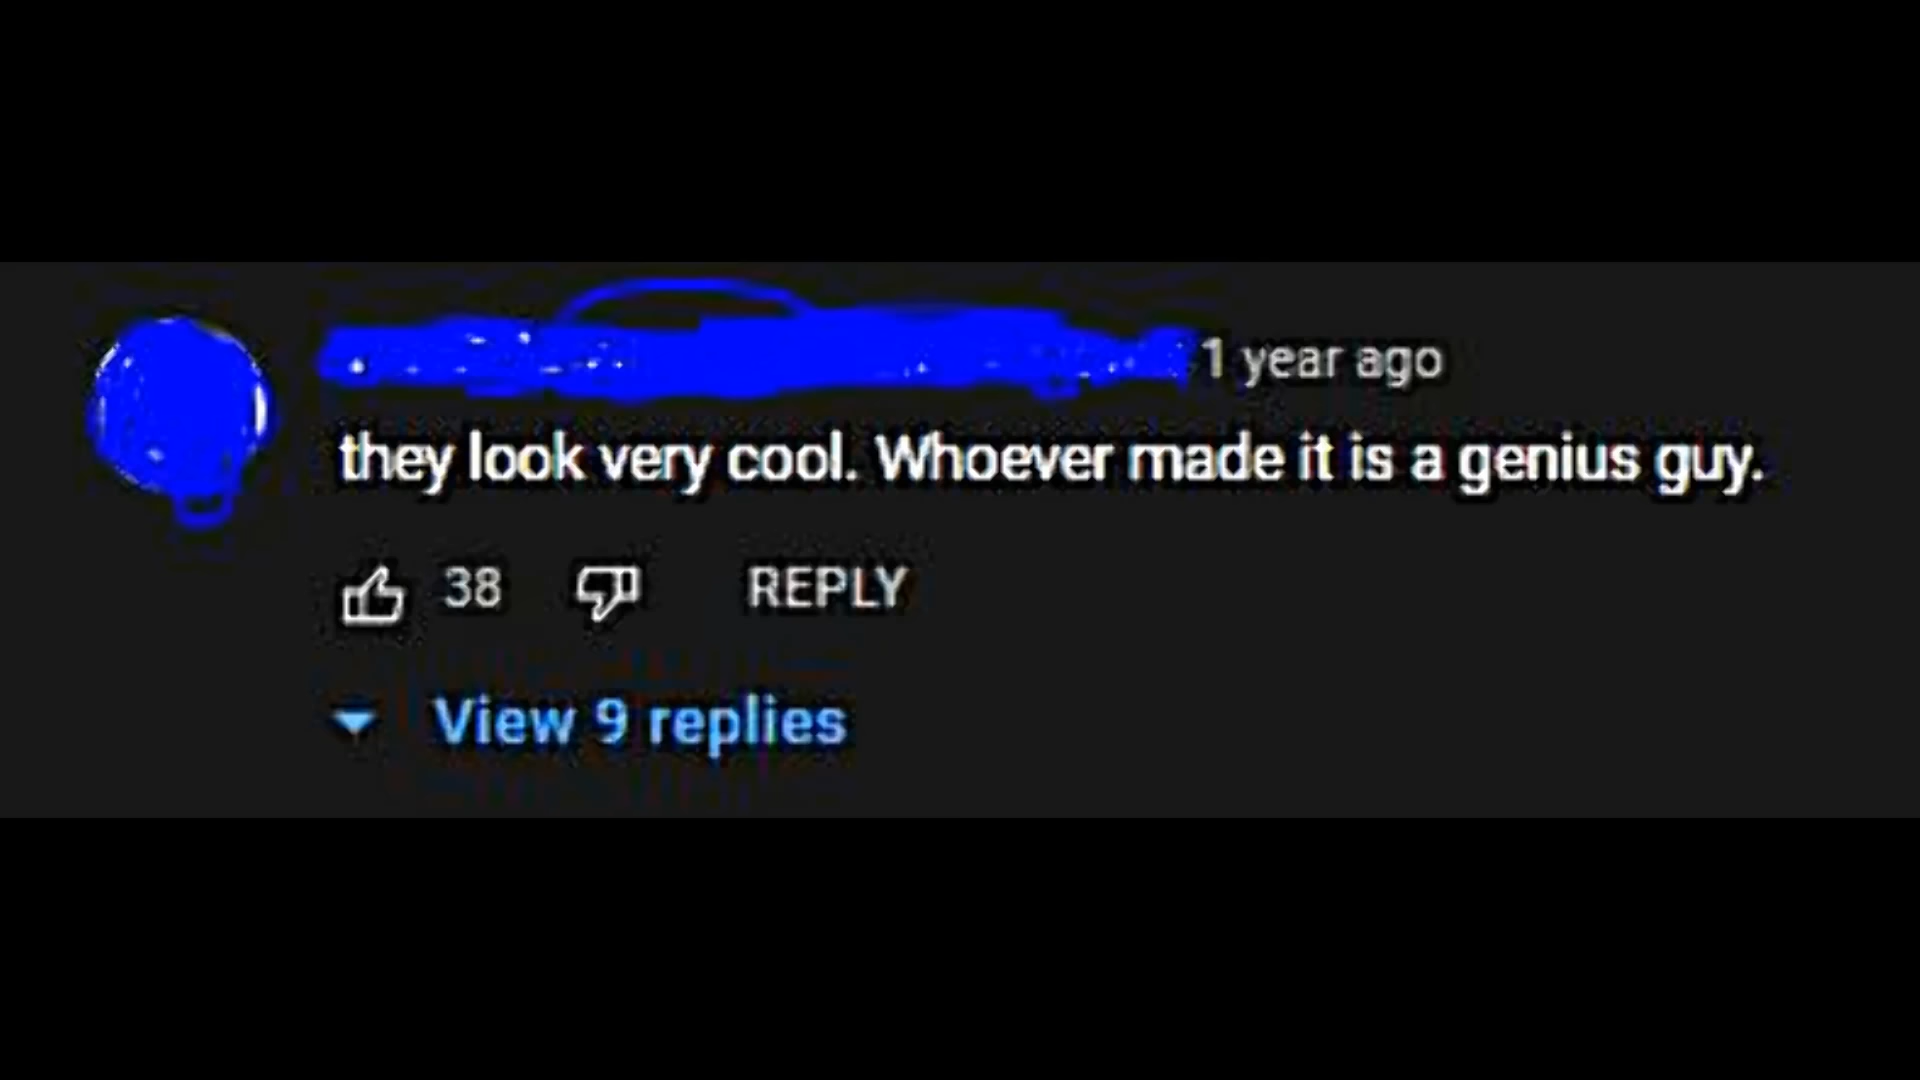 1 year ago
they look very cool. Whoever made it is a genius guy.
38 REPLY
View 9 replies